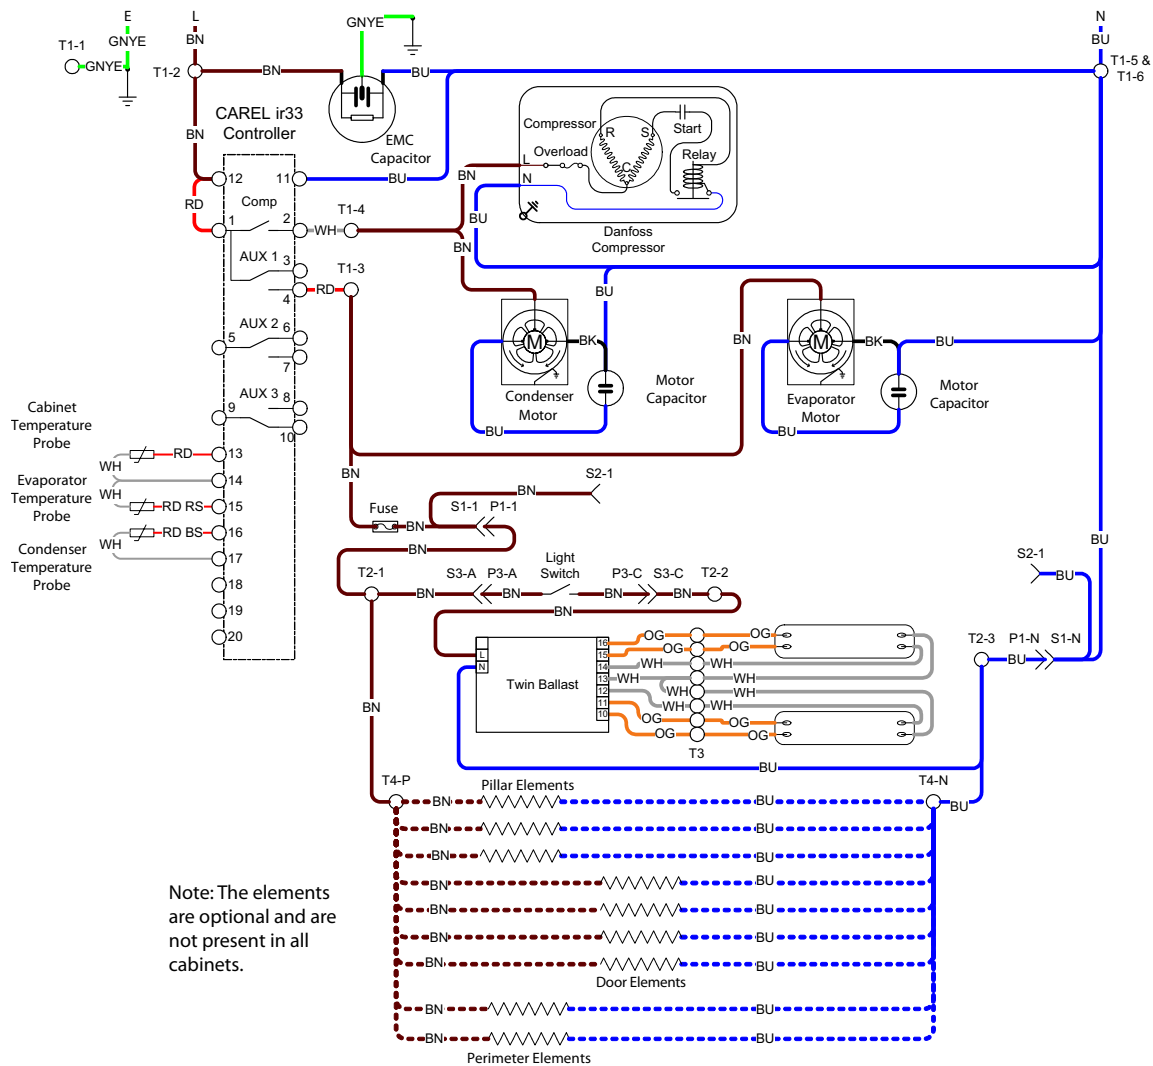 E
L
GNYE
N
GNYE
BN
BU
T1-1
GNYE
T1-2
BN
BU
T1-5 &
T1-6
CAREL ir33
Controller
EMC
Capacitor
BN
12
11
BU
RD
Comp
1
2
WH
T1-4
AUX 1
3
4
RD
T1-3
AUX 2
5
6
7
AUX 3
8
9
10
Compressor
R
S
Start
Overload
C
Relay
L
N
Danfoss
Compressor
BN
BU
BN
BU
M
BK
Condenser
Motor
BU
Motor
Capacitor
BN
M
BK
BU
Evaporator
Motor
BU
Motor
Capacitor
Cabinet
Temperature
Probe
WH
RD
13
14
Evaporator
Temperature
Probe
WH
RD RS
15
RD BS
16
WH
17
Condenser
Temperature
Probe
18
19
20
BN
Fuse
BN
S1-1
P1-1
BN
S2-1
BN
T2-1
S3-A
P3-A
Light
Switch
P3-C
S3-C
T2-2
BN
BN
BN
BN
BN
BU
S2-1
BU
T2-3
P1-N
S1-N
BU
L
N
Twin Ballast
16
15
14
13
12
11
10
OG
OG
OG
OG
WH
WH
WH
WH
WH
WH
WH
WH
OG
OG
OG
OG
T3
BN
BU
T4-P
Pillar Elements
T4-N
BN
BU
BU
BN
BU
BN
BU
BN
BU
BN
BU
BN
BU
BN
BU
Door Elements
BN
BU
BN
BU
Perimeter Elements
Note: The elements
are optional and are
not present in all
cabinets.